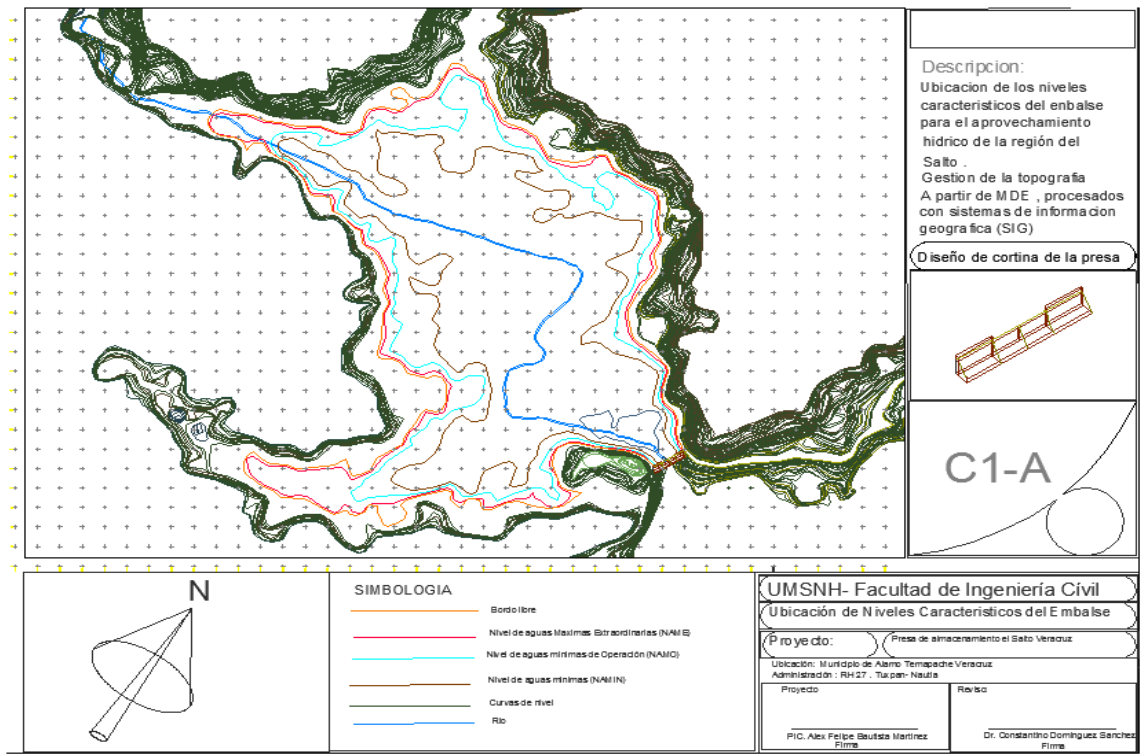 Descripcion:
Ubicacion de los niveles
caracteristicos del enbalse
para el aprovechamiento
hidrico de la región del
Salto .
Gestion de la topografia
A partir de MDE , procesados
con sistemas de informacion
geografica (SIG)
Diseño de cortina de la presa
C1-A
N
SIMBOLOGIA
Bordo libre
Nivel de aguas Maximas Extraordinarias (NAME)
Nivel de aguas minimas de Operación (NAMO)
Nivel de aguas minimas (NAMIN)
Curvas de nivel
Rio
UMSNH- Facultad de Ingeniería Cívil
Ubicación de Niveles Caracteristicos del Embalse
Proyecto:
Presa de almacenamiento el Salto Veracruz
Ubicación: Municipio de Alamo Temapache Veracruz
Administración : RH 27 , Tuxpan- Nautla
Proyecto
Reviso:
PIC. Alex Felipe Bautista Martinez
Firma
Dr. Constantino Dominguez Sanchez
Firma